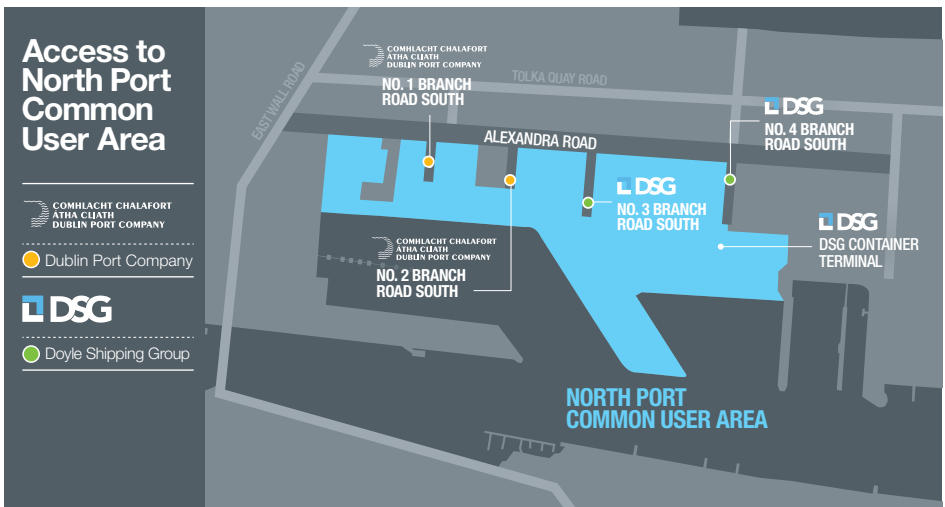 Access to
North Port
Common
User Area
COMHLACHT CHALAFORT
ÁTHA CLIATH
DUBLIN PORT COMPANY
Dublin Port Company
DSG
Doyle Shipping Group
EAST WALL ROAD
COMHLACHT CHALAFORT
ÁTHA CLIATH
DUBLIN PORT COMPANY
NO. 1 BRANCH
ROAD SOUTH
TOLKA QUAY ROAD
ALEXANDRA ROAD
DSG
NO. 4 BRANCH
ROAD SOUTH
DSG
NO. 3 BRANCH
ROAD SOUTH
DSG
DSG CONTAINER
TERMINAL
COMHLACHT CHALAFORT
ÁTHA CLIATH
DUBLIN PORT COMPANY
NO. 2 BRANCH
ROAD SOUTH
NORTH PORT
COMMON USER AREA